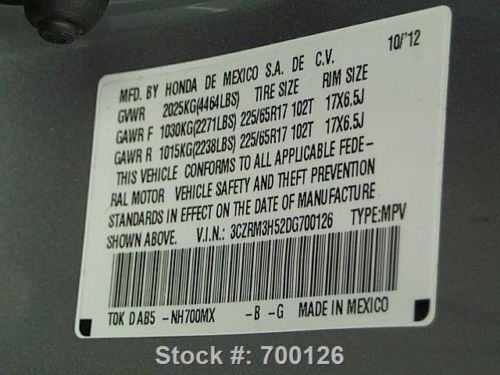 10/'12
MFD. BY HONDA DE MEXICO S.A. DE C.V.
GVWR 2025KG(4464LBS) TIRE SIZE RIM SIZE
GAWR F 1030KG(2271LBS) 225/65R17 102T 17X6.5J
GAWR R 1015KG(2238LBS) 225/65R17 102T 17X6.5J
THIS VEHICLE CONFORMS TO ALL APPLICABLE FEDE-
RAL MOTOR VEHICLE SAFETY AND THEFT PREVENTION
STANDARDS IN EFFECT ON THE DATE OF MANUFACTURE
SHOWN ABOVE. V.I.N.: 3CZRM3H52DG700126 TYPE:MPV
TOK D AB5 -NH700MX -B -G MADE IN MEXICO
Stock #: 700126